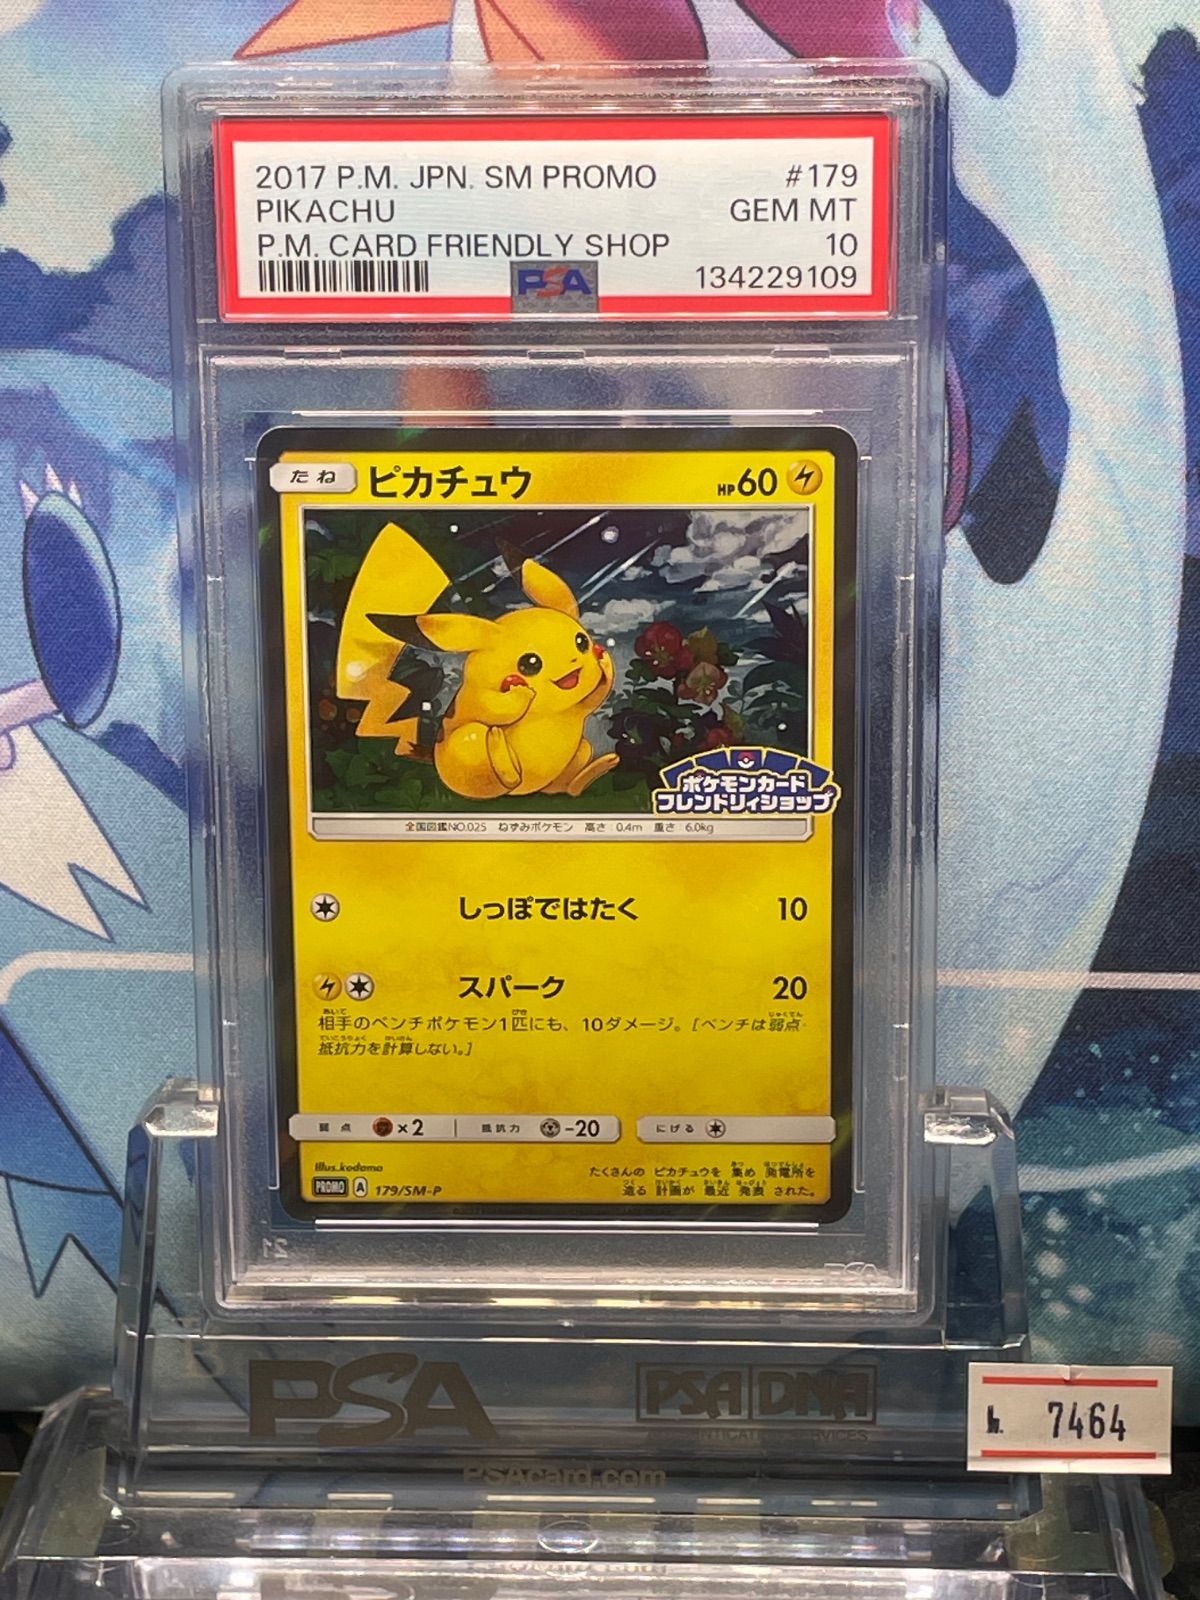 2017 P.M. JPN. SM PROMO #179
PIKACHU GEM MT
P.M. CARD FRIENDLY SHOP 10
PSA 134229109
たね ピカチュウ HP60
ポケモンカード
フレンドリィショップ
全国図鑑NO.025 ねずみポケモン 高さ:0.4m 重さ:6.0kg
しっぽではたく 10
スパーク 20
相手のベンチポケモン1匹にも、10ダメージ。[ベンチは弱点・
抵抗力を計算しない。]
弱点 ×2 抵抗力 -20 にげる
Illus.kodama
たくさんの ピカチュウを 集め 発電所を
造る 計画が 最近 発表 された。
PROMO A 179/SM-P
PSA
PSA DNA
AUTHENTICATION SERVICES
PSAcard.com
7464